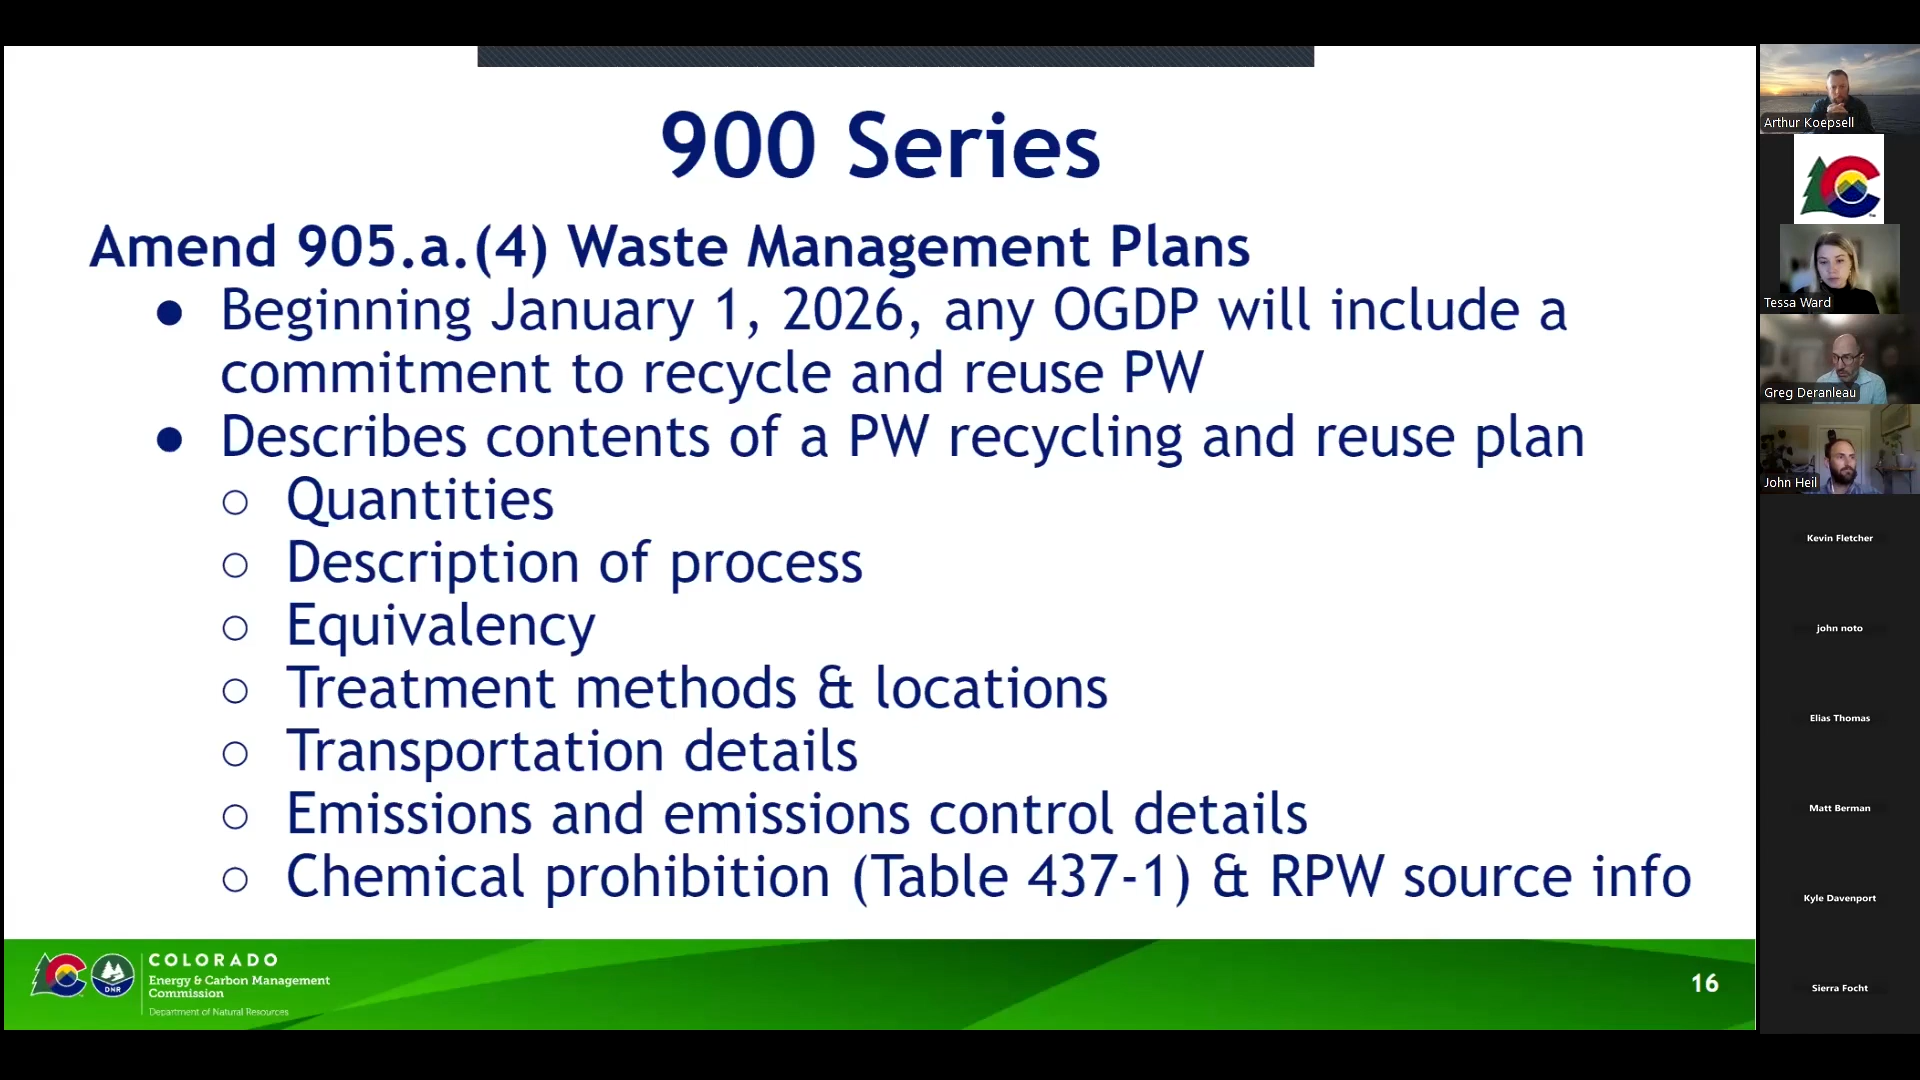 900 Series
Amend 905.a.(4) Waste Management Plans
● Beginning January 1, 2026, any OGDP will include a
commitment to recycle and reuse PW
● Describes contents of a PW recycling and reuse plan
○ Quantities
○ Description of process
○ Equivalency
○ Treatment methods & locations
○ Transportation details
○ Emissions and emissions control details
○ Chemical prohibition (Table 437-1) & RPW source info
DNR
COLORADO
Energy & Carbon Management
Commission
Department of Natural Resources
16
Arthur Koepsell
Tessa Ward
Greg Deranleau
John Heil
Kevin Fletcher
john noto
Elias Thomas
Matt Berman
Kyle Davenport
Sierra Focht